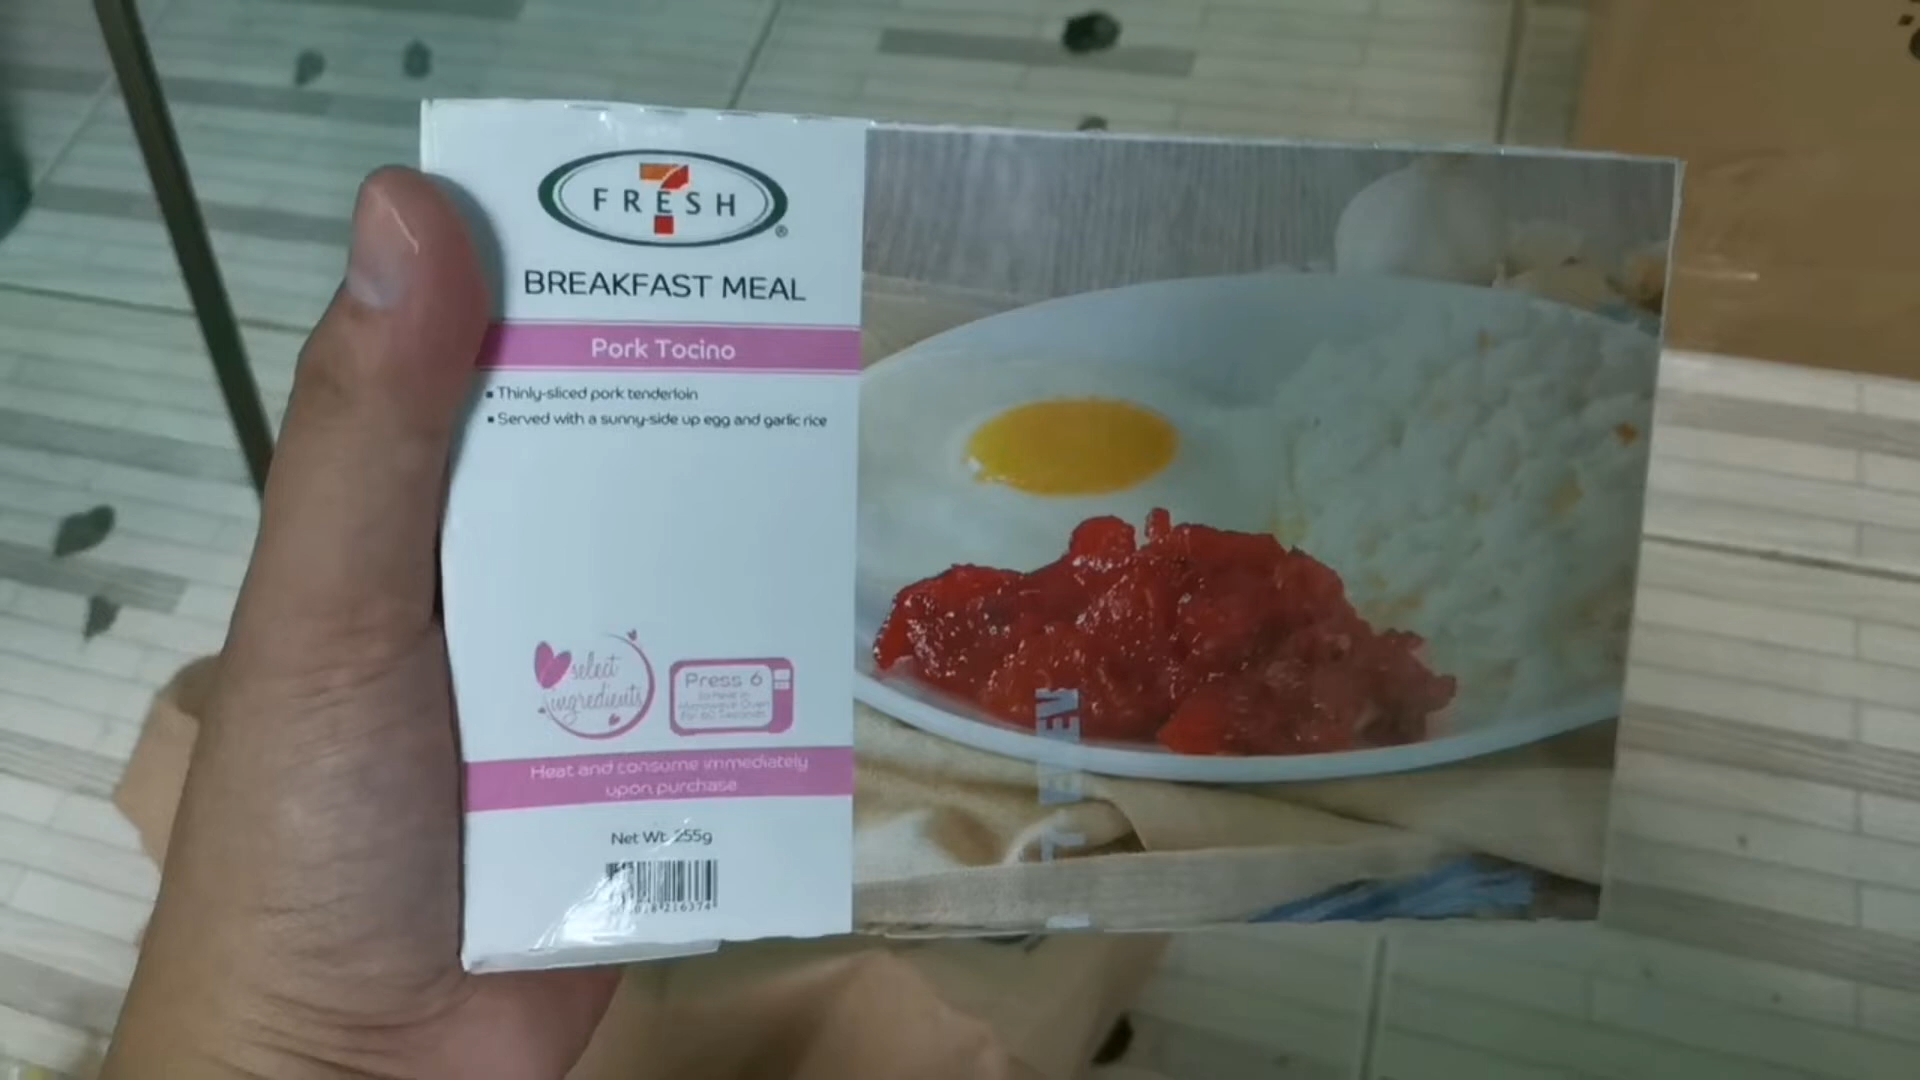 7
FRESH
®
BREAKFAST MEAL
Pork Tocino
▪ Thinly-sliced pork tenderloin
▪ Served with a sunny-side up egg and garlic rice
select
ingredients
Press 6
to heat in
Microwave Oven
for 60 Seconds
Heat and consume immediately
upon purchase
Net Wt. 255g